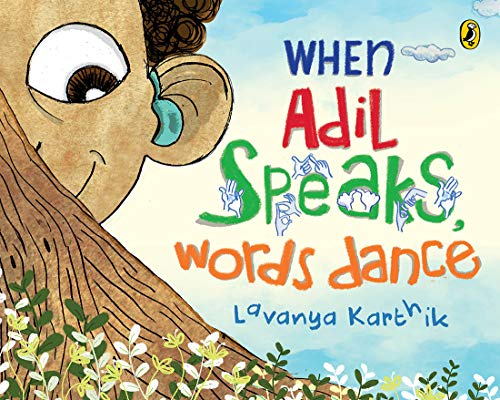 WHEN
Adil
Speaks,
words dance
Lavanya Karthik